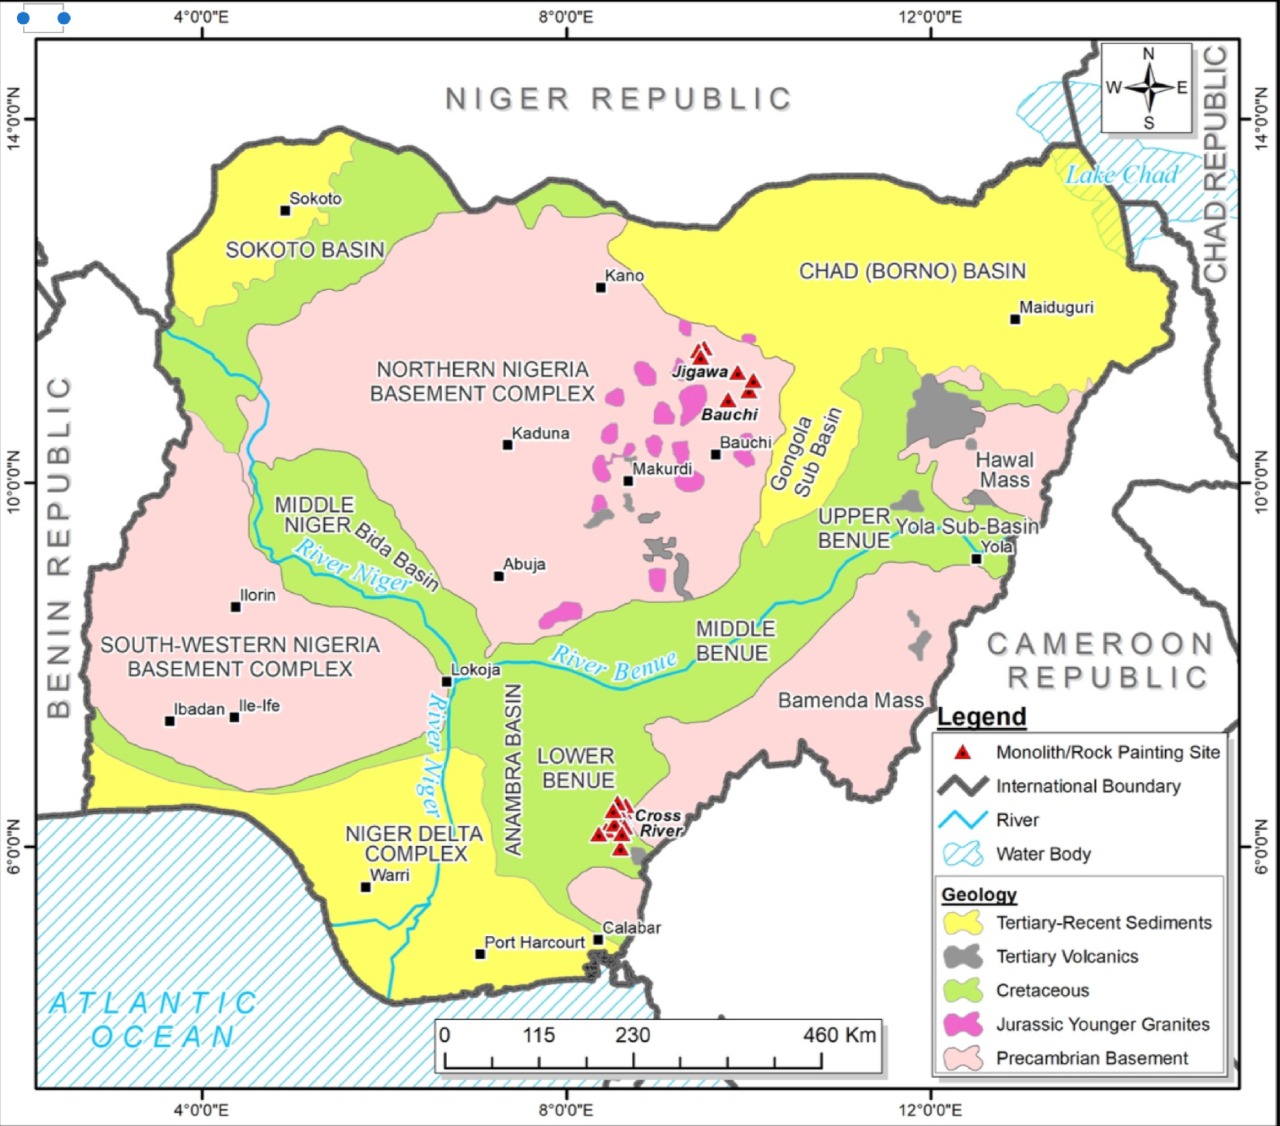 4°0'0"E
8°0'0"E
12°0'0"E
14°0'0"N
14°0'0"N
NIGER REPUBLIC
N
W
E
S
CHAD REPUBLIC
Lake Chad
Sokoto
SOKOTO BASIN
Kano
CHAD (BORNO) BASIN
Maiduguri
NORTHERN NIGERIA
BASEMENT COMPLEX
Jigawa
Bauchi
BENIN REPUBLIC
Kaduna
Bauchi
Makurdi
Gongola
Sub Basin
Hawal
Mass
10°0'0"N
10°0'0"N
MIDDLE
NIGER
Bida Basin
River Niger
UPPER
BENUE
Yola Sub-Basin
Yola
Abuja
Ilorin
SOUTH-WESTERN NIGERIA
BASEMENT COMPLEX
MIDDLE
BENUE
River Benue
Lokoja
CAMEROON
REPUBLIC
Ibadan
Ile-Ife
River Niger
ANAMBRA BASIN
Bamenda Mass
LOWER
BENUE
Cross
River
6°0'0"N
6°0'0"N
NIGER DELTA
COMPLEX
Warri
Port Harcourt
Calabar
ATLANTIC
OCEAN
0
115
230
460 Km
Legend
Monolith/Rock Painting Site
International Boundary
River
Water Body
Geology
Tertiary-Recent Sediments
Tertiary Volcanics
Cretaceous
Jurassic Younger Granites
Precambrian Basement
4°0'0"E
8°0'0"E
12°0'0"E